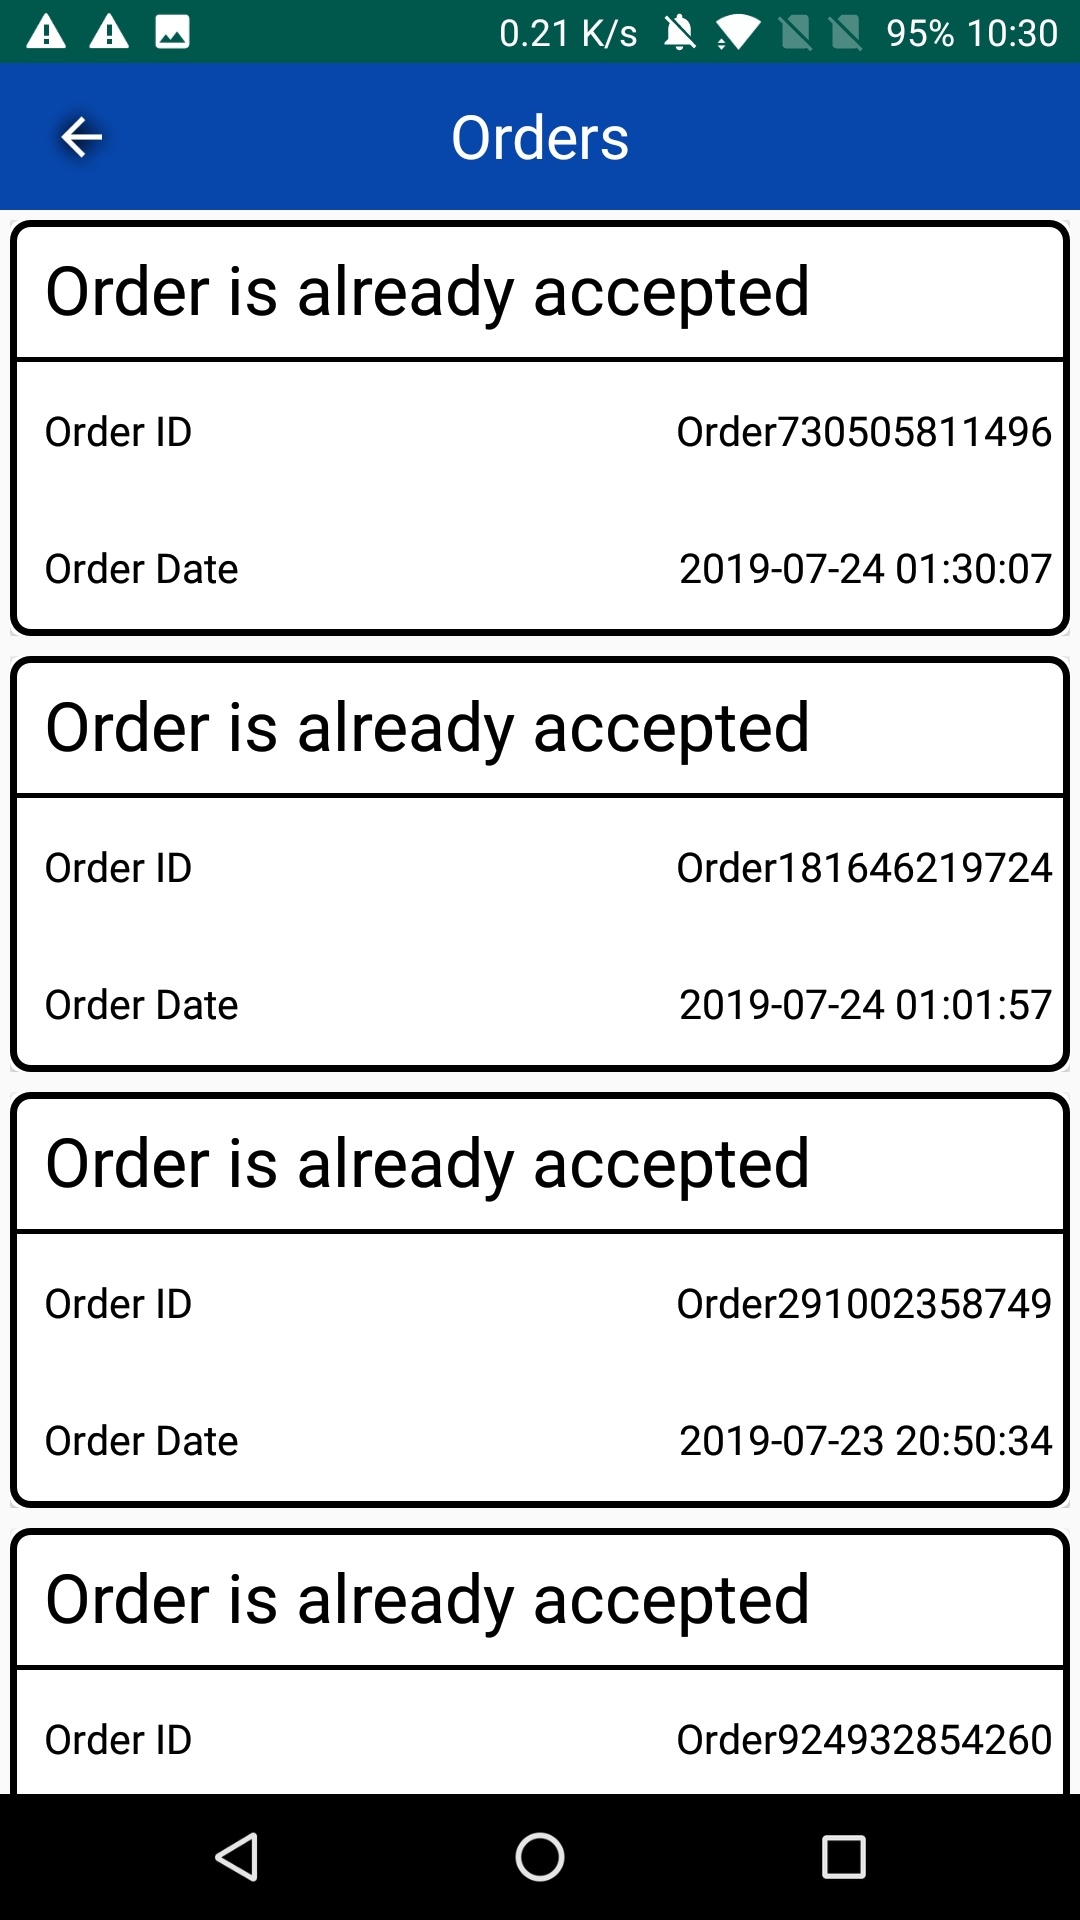 0.21 K/s 95% 10:30
Orders
Order is already accepted
Order ID Order730505811496
Order Date 2019-07-24 01:30:07
Order is already accepted
Order ID Order181646219724
Order Date 2019-07-24 01:01:57
Order is already accepted
Order ID Order291002358749
Order Date 2019-07-23 20:50:34
Order is already accepted
Order ID Order924932854260